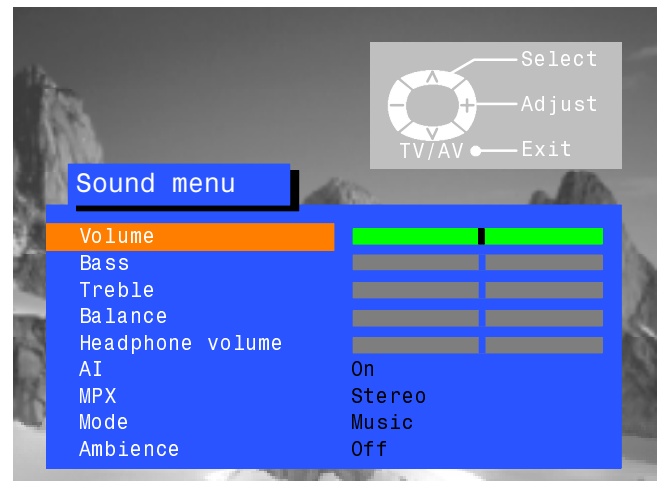 Select
Adjust
TV/AV Exit
Sound menu
Volume
Bass
Treble
Balance
Headphone volume
AI On
MPX Stereo
Mode Music
Ambience Off